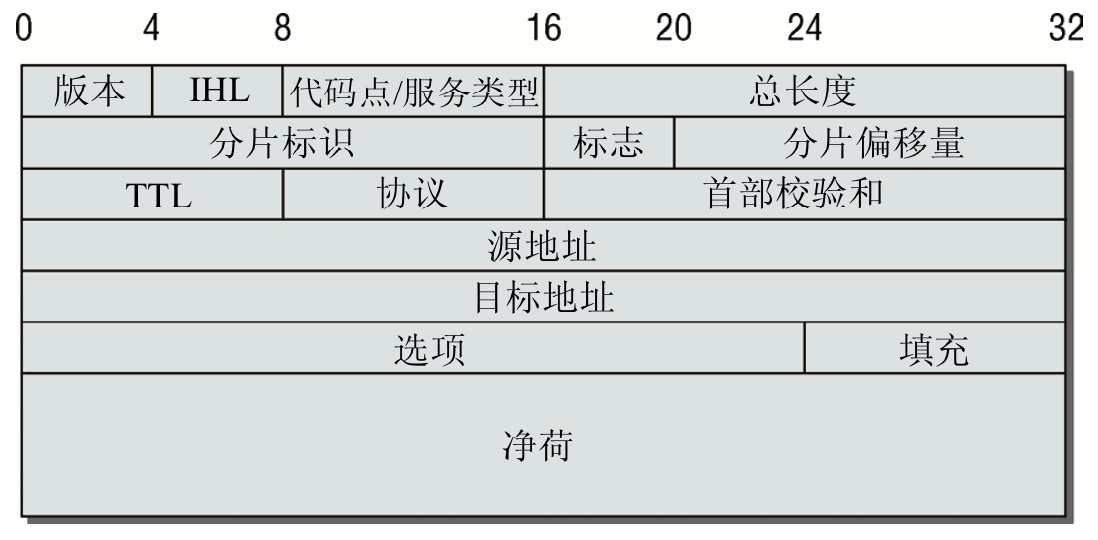 0 4 8 16 20 24 32
版本 IHL 代码点/服务类型 总长度
分片标识 标志 分片偏移量
TTL 协议 首部校验和
源地址
目标地址
选项 填充
净荷